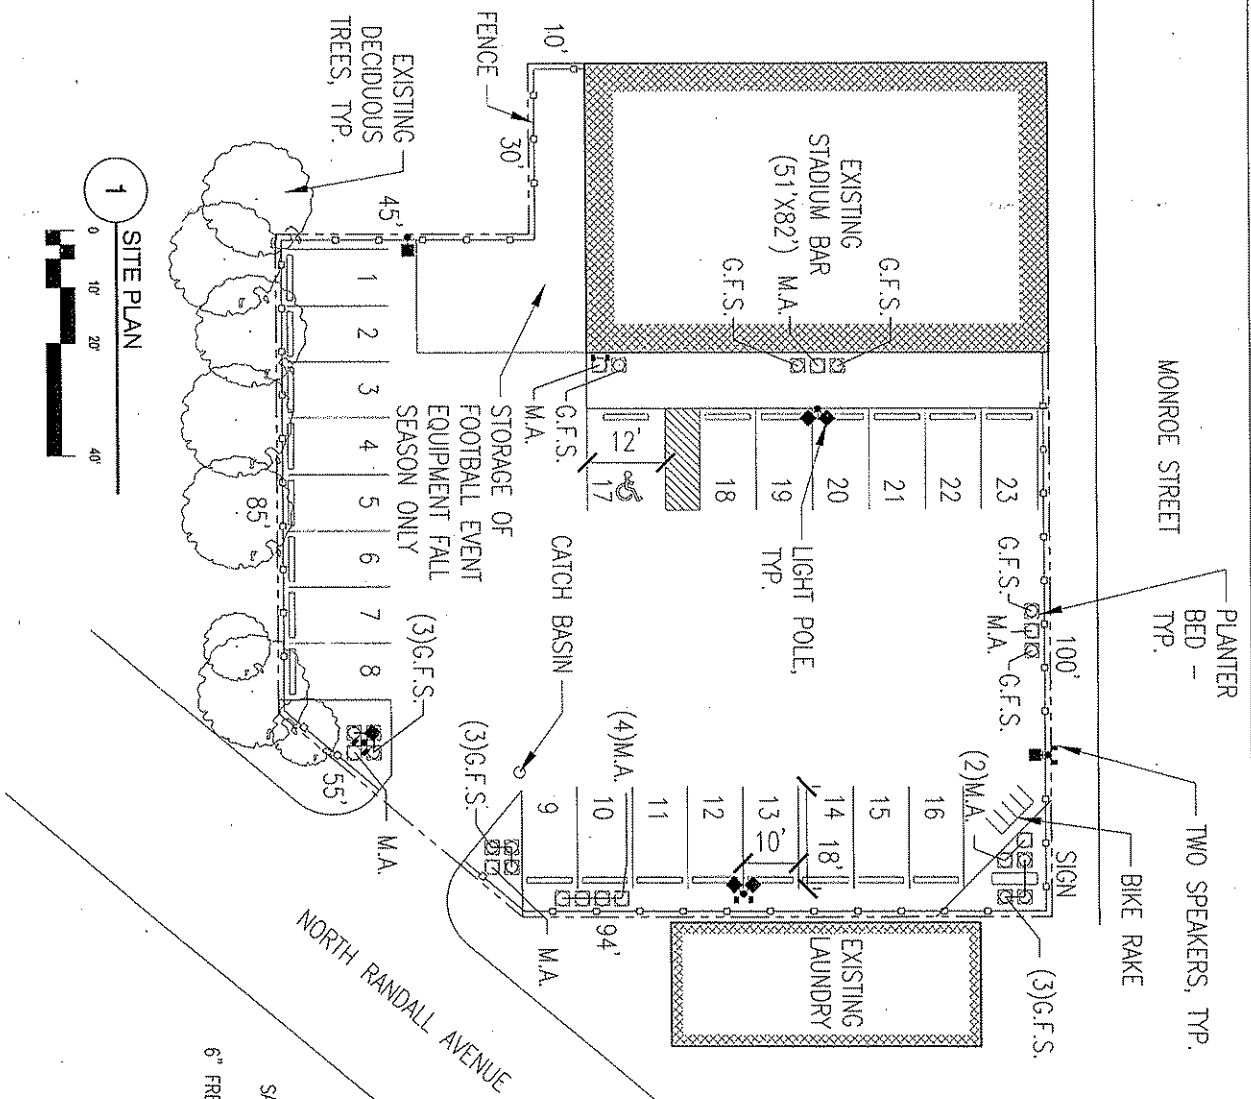 MONROE STREET
PLANTER
BED -
TYP.
TWO SPEAKERS, TYP.
BIKE RAKE
SIGN
(3)G.F.S.
(2)M.A.
100'
G.F.S.
M.A.
G.F.S.
10'
FENCE
30'
EXISTING
STADIUM BAR
(51'X82')
G.F.S.
M.A.
G.F.S.
23
22
21
20
19
18
17
12'
LIGHT POLE,
TYP.
G.F.S.
M.A.
STORAGE OF
FOOTBALL EVENT
EQUIPMENT FALL
SEASON ONLY
EXISTING
DECIDUOUS
TREES, TYP.
45'
1
2
3
4
5
6
7
8
85'
(3)G.F.S.
M.A.
55'
CATCH BASIN
(3)G.F.S.
(4)M.A.
M.A.
9
10
11
12
13
14
15
16
10'
18'
94'
EXISTING
LAUNDRY
NORTH RANDALL AVENUE
1
SITE PLAN
0 10' 20' 40'
6"